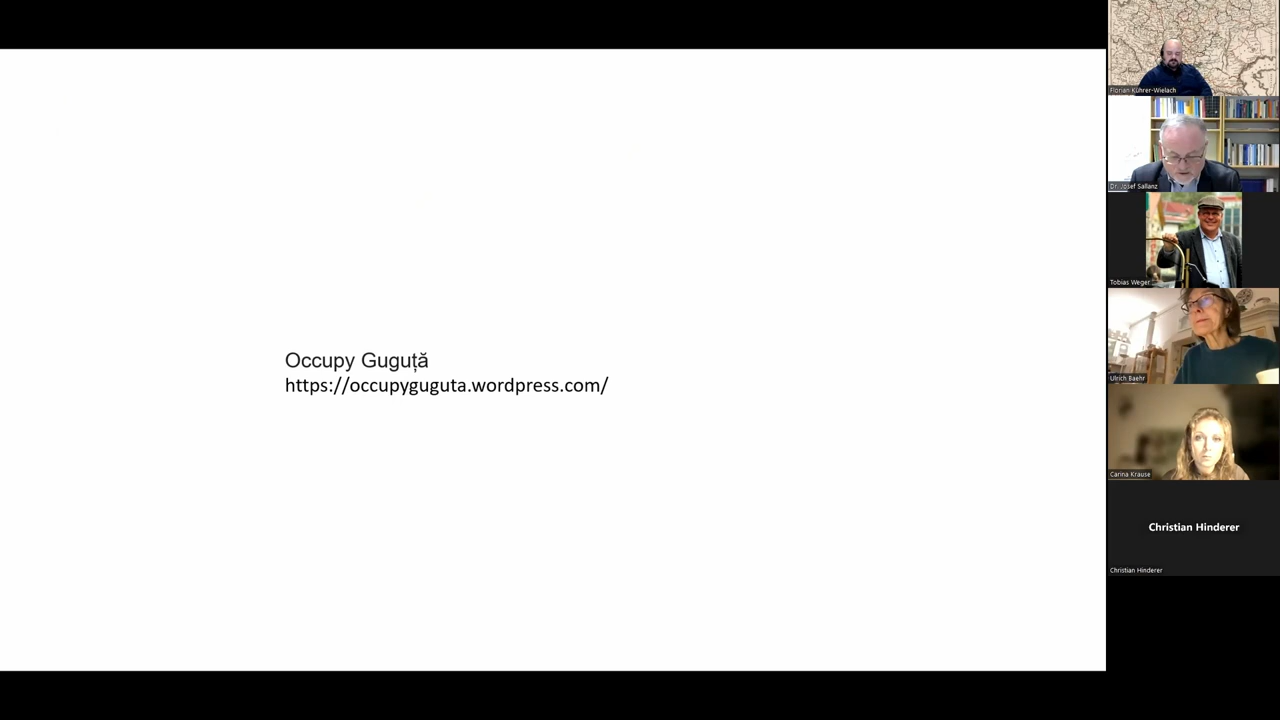 Occupy Guguță
https://occupyguguta.wordpress.com/
Florian Kührer-Wielach
Dr. Josef Sallanz
Tobias Weger
Ulrich Baehr
Carina Krause
Christian Hinderer
Christian Hinderer